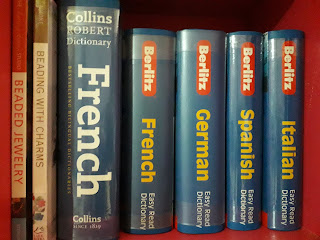 BEADED JEWELRY
BEADING WITH CHARMS
Collins
ROBERT
Dictionary
French
Collins
SINCE 1819
Berlitz
French
Easy Read
Dictionary
Berlitz
German
Easy Read
Dictionary
Berlitz
Spanish
Easy Read
Dictionary
Berlitz
Italian
Easy Read
Dictionary